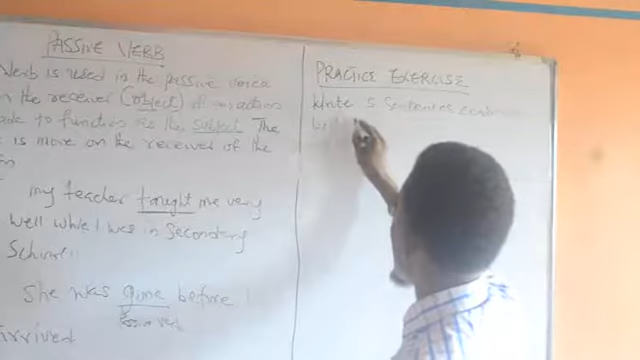 PASSIVE VERB
Verb is used in the passive voice
n the receiver (object) of an action
ade to function as the subject The
is move on the receiver of the
my teacher taught me very
well while I was in Secondary
School
She was gone before I
arrived
PRACTICE EXERCISE
Write 5 Sentences